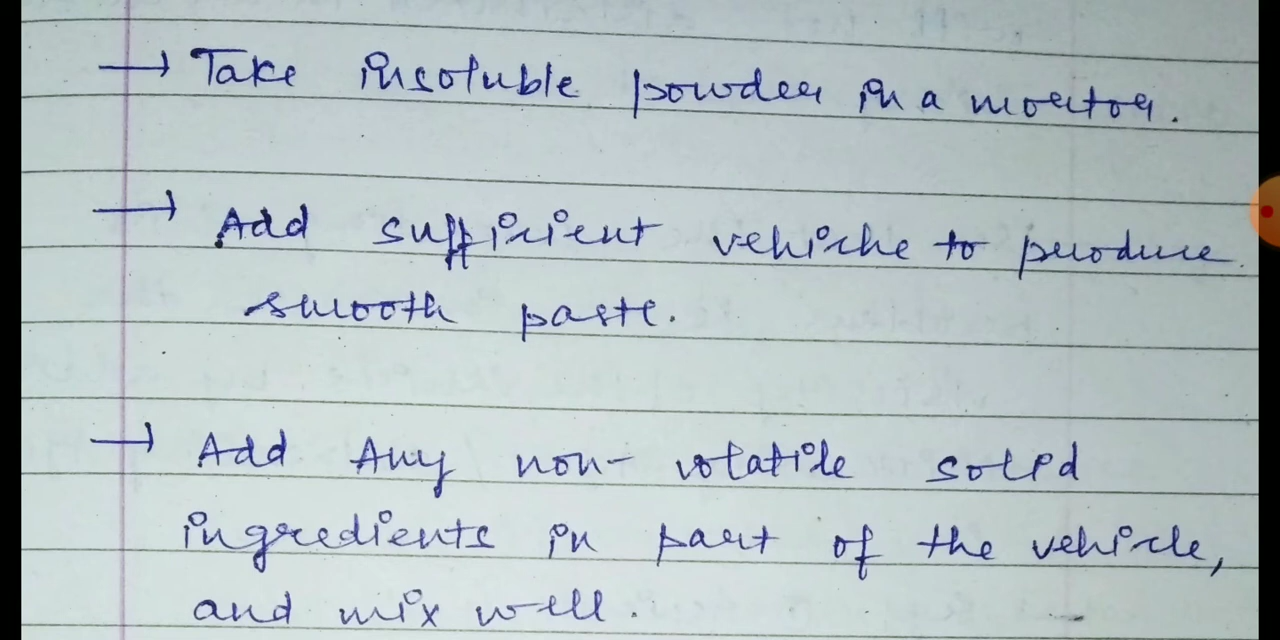 → Take insoluble powder in a mortor.
→ Add sufficient vehicle to produce
smooth paste.
→ Add Any non-volatile solid
ingredients in part of the vehicle,
and mix well.